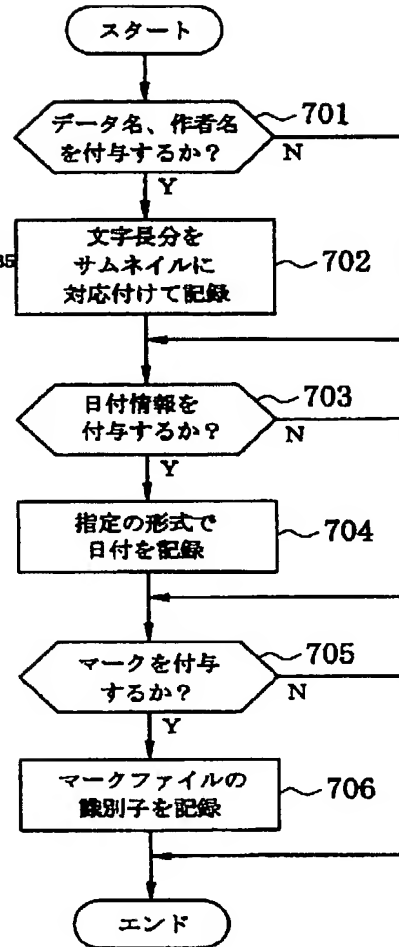 スタート
データ名、作者名
を付与するか?
701
N
Y
35
文字長分を
サムネイルに
対応付けて記録
702
日付情報を
付与するか?
703
N
Y
指定の形式で
日付を記録
704
マークを付与
するか?
705
N
Y
マークファイルの
識別子を記録
706
エンド